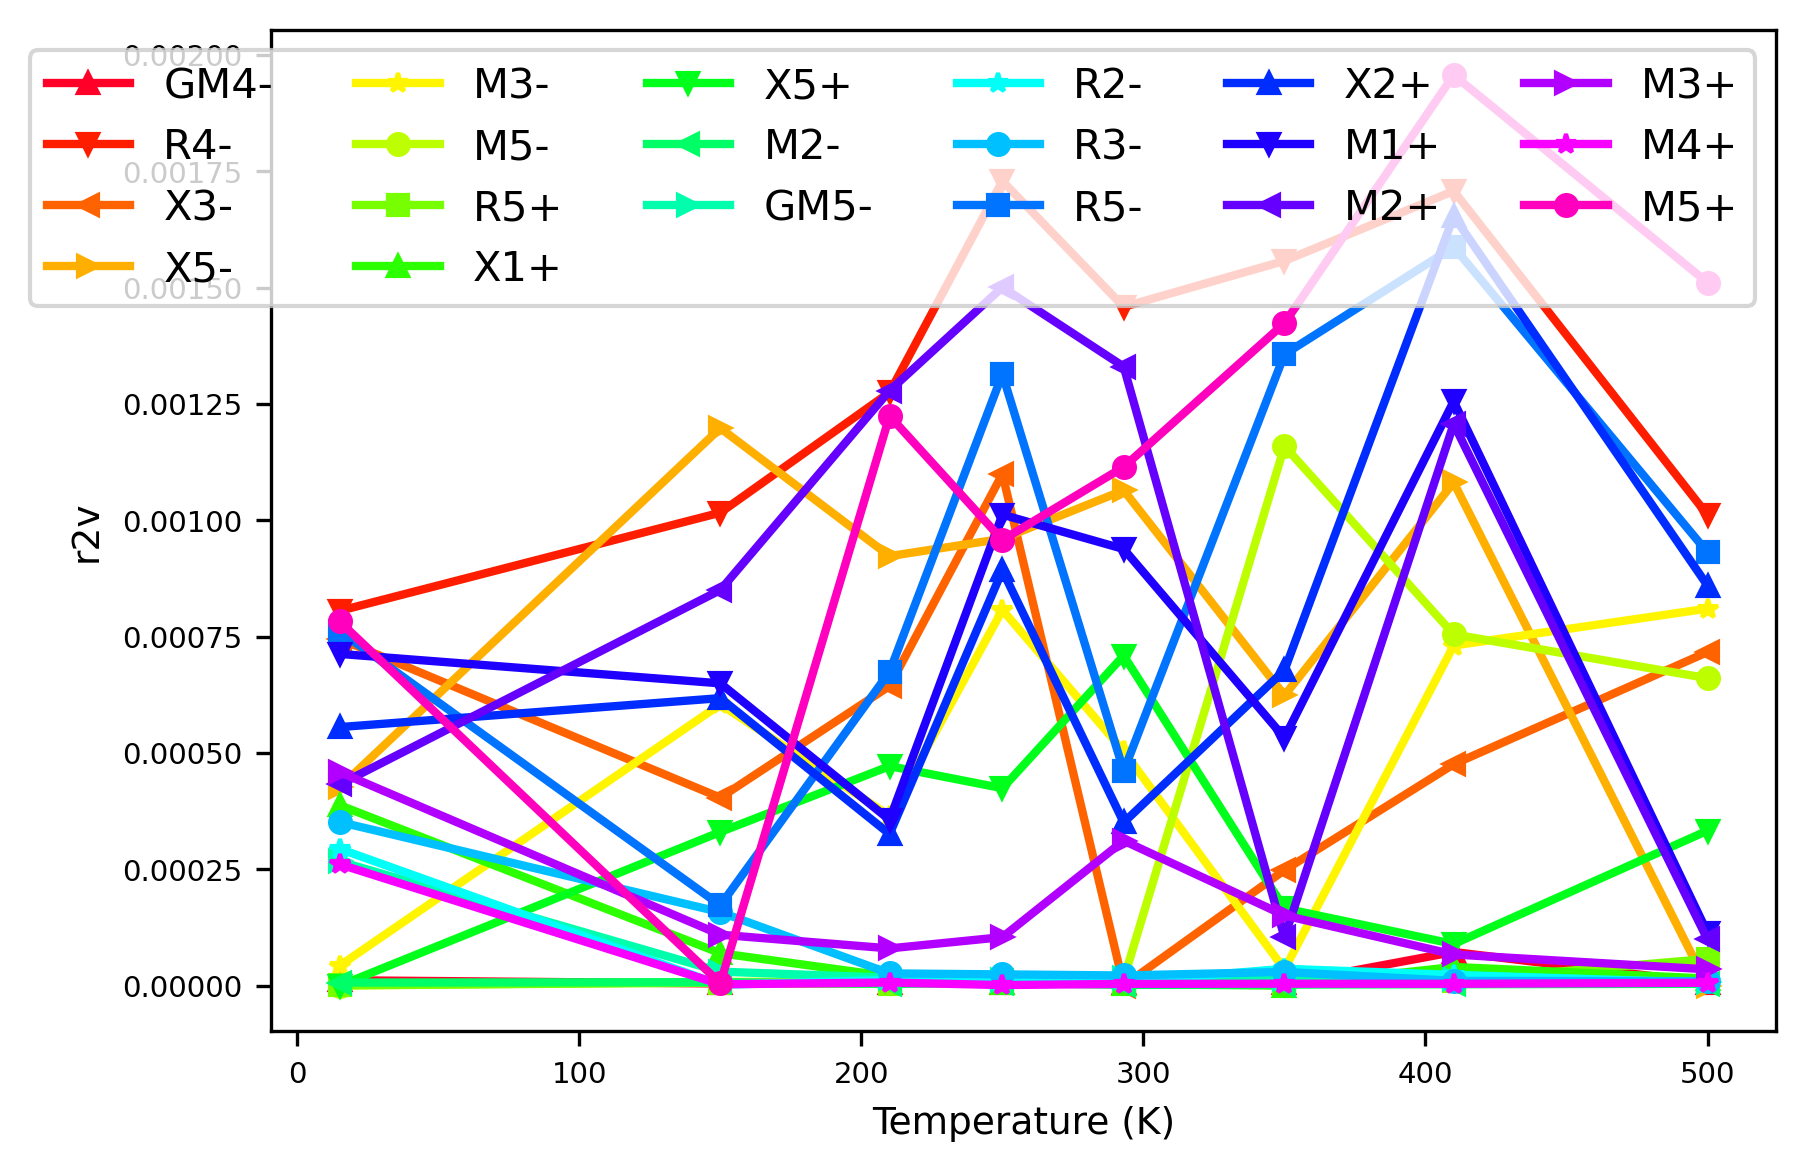 GM4-
R4-
X3-
X5-
M3-
M5-
R5+
X1+
X5+
M2-
GM5-
R2-
R3-
R5-
X2+
M1+
M2+
M3+
M4+
M5+
0.00200
0.00175
0.00150
0.00125
0.00100
0.00075
0.00050
0.00025
0.00000
r2v
0 100 200 300 400 500
Temperature (K)